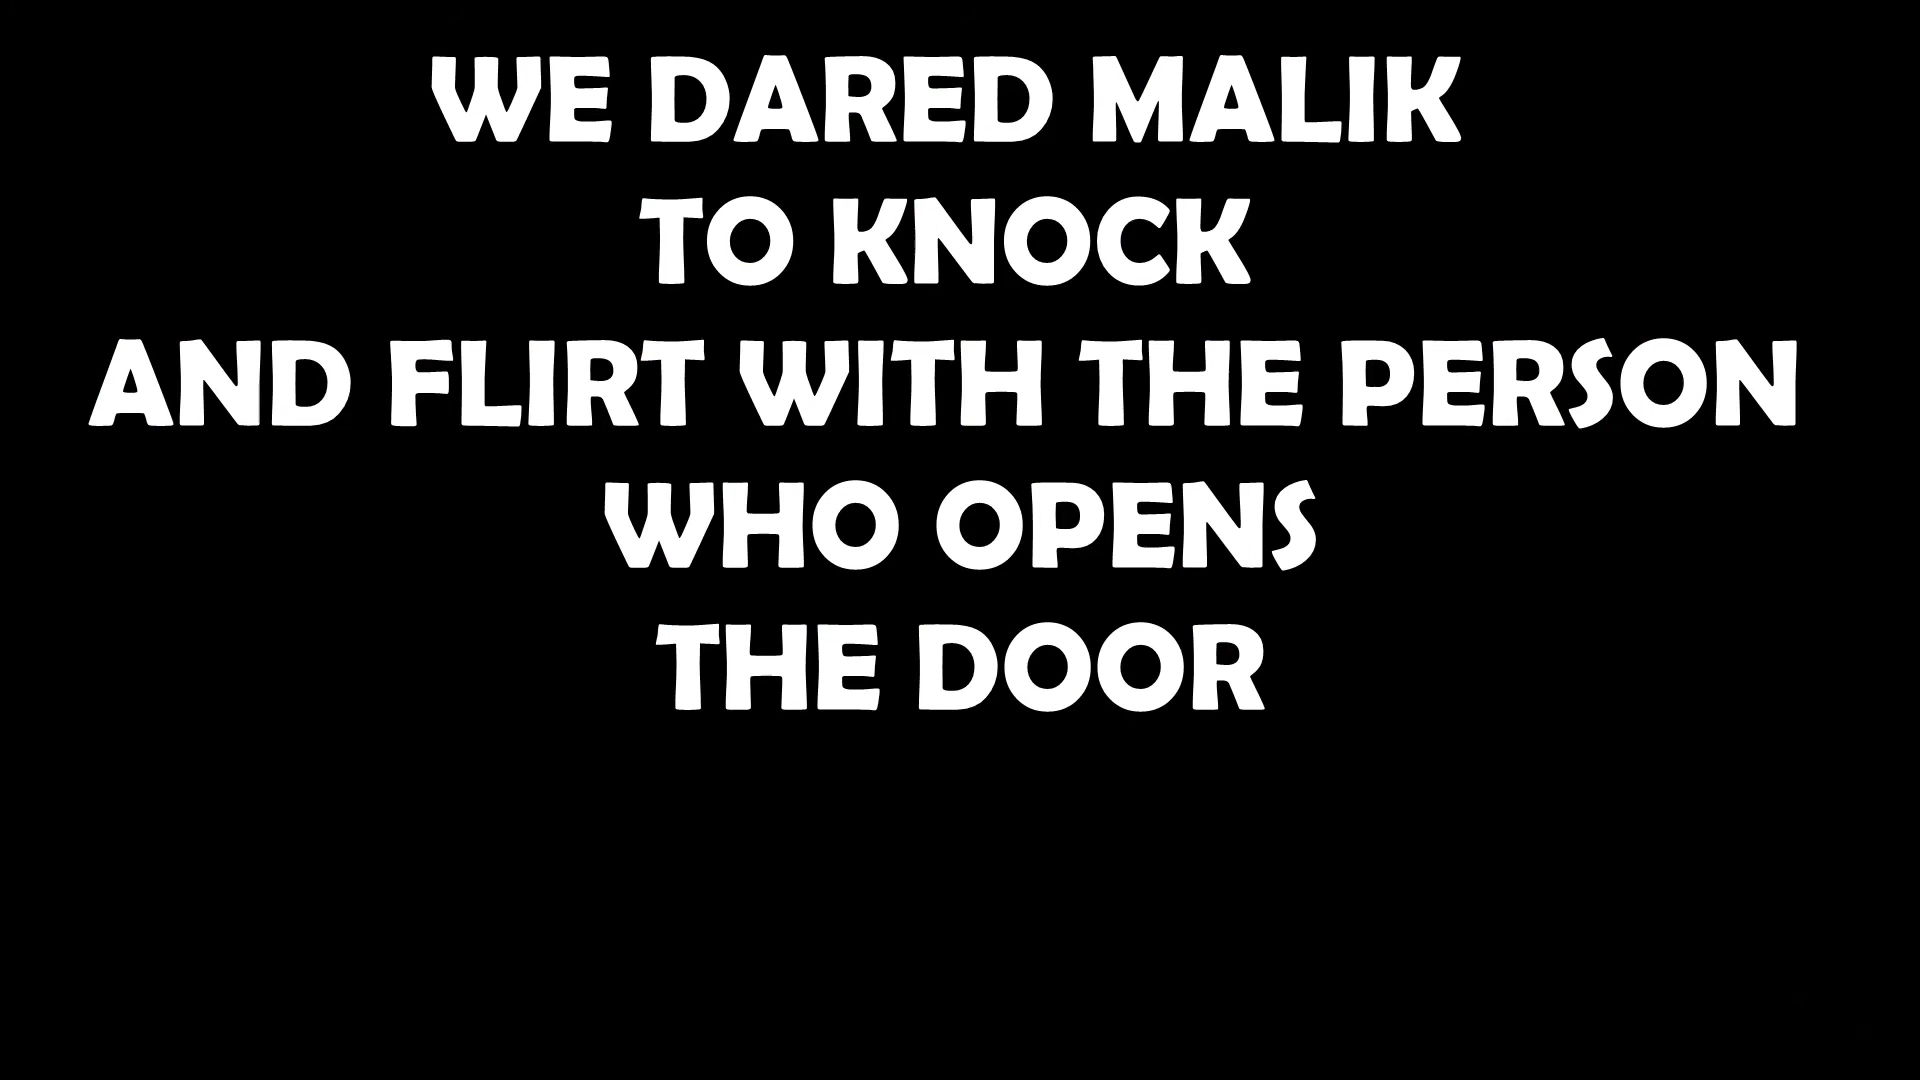 WE DARED MALIK
TO KNOCK
AND FLIRT WITH THE PERSON
WHO OPENS
THE DOOR